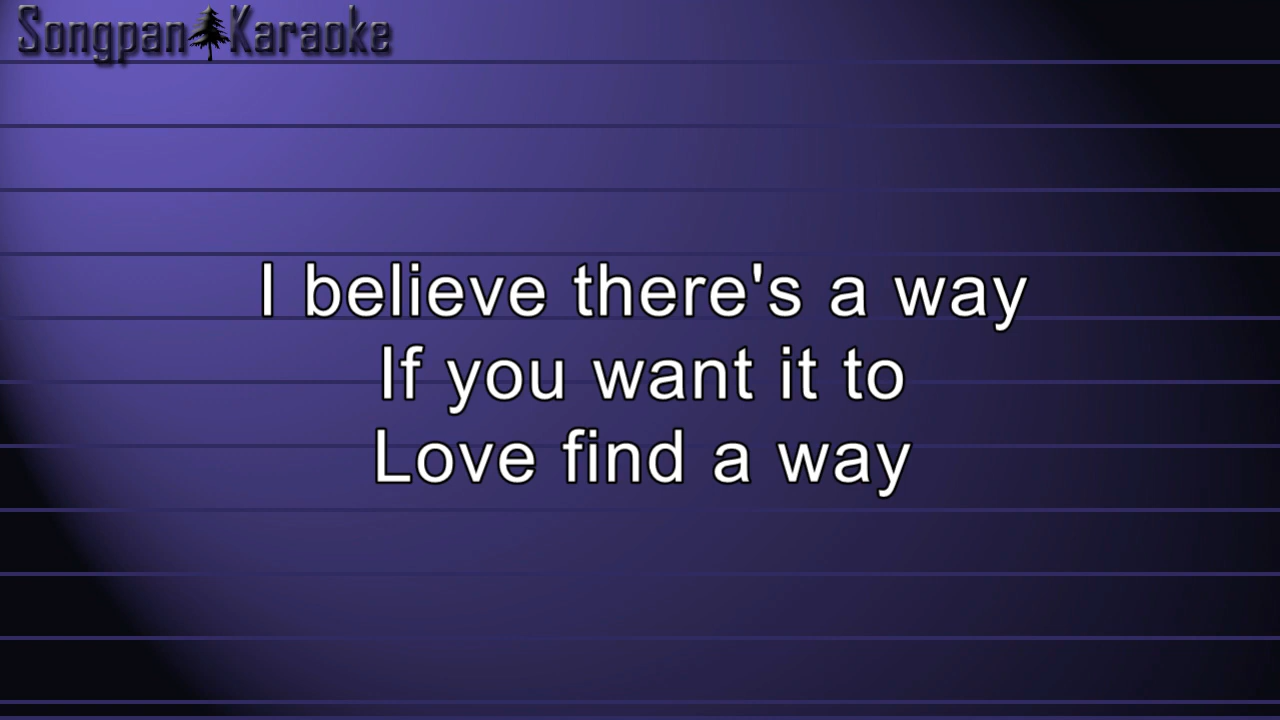 Songpan Karaoke
I believe there's a way
If you want it to
Love find a way